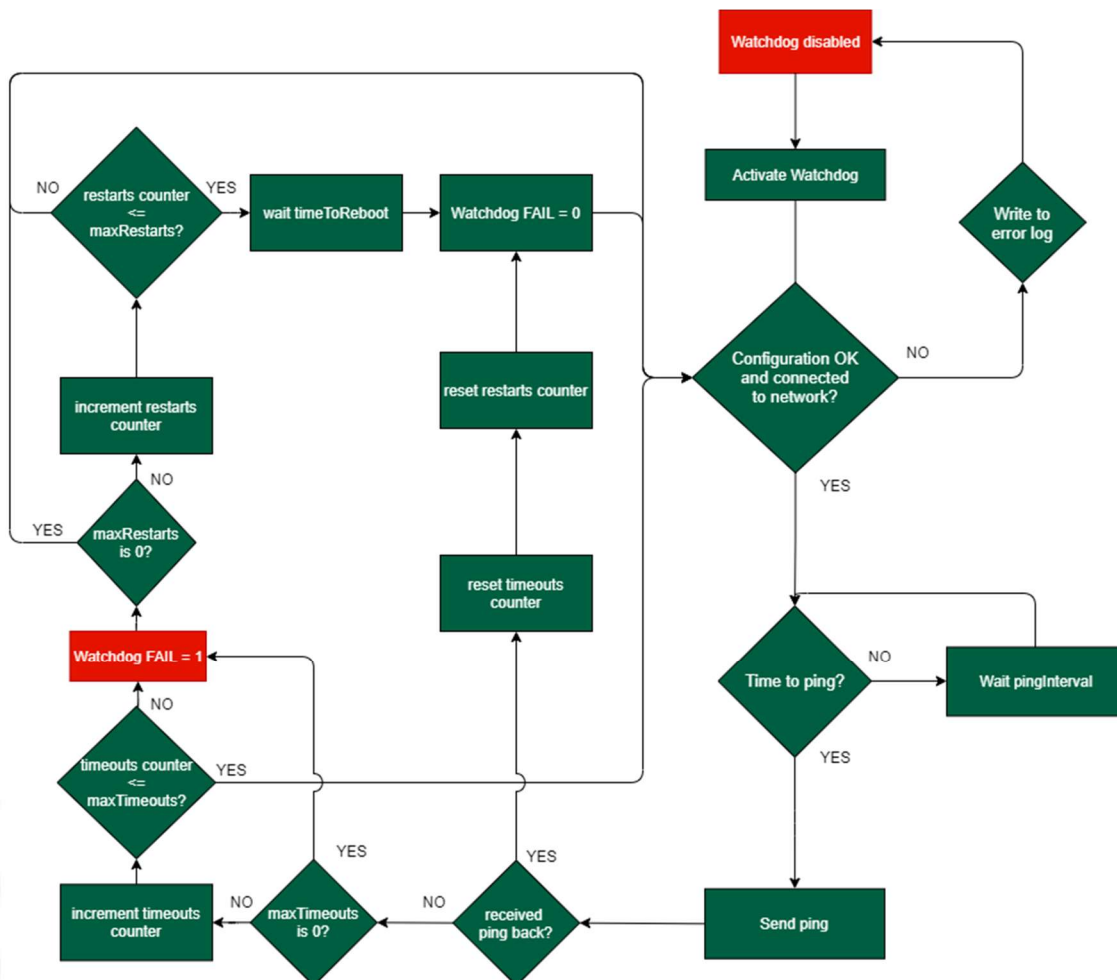 Watchdog disabled
Activate Watchdog
Write to
error log
restarts counter
<=
maxRestarts?
NO
YES
wait timeToReboot
Watchdog FAIL = 0
Configuration OK
and connected
to network?
NO
YES
increment restarts
counter
reset restarts counter
NO
YES
maxRestarts
is 0?
reset timeouts
counter
Watchdog FAIL = 1
NO
Time to ping?
NO
Wait pingInterval
YES
timeouts counter
<=
maxTimeouts?
YES
YES
YES
increment timeouts
counter
NO
maxTimeouts
is 0?
NO
received
ping back?
Send ping